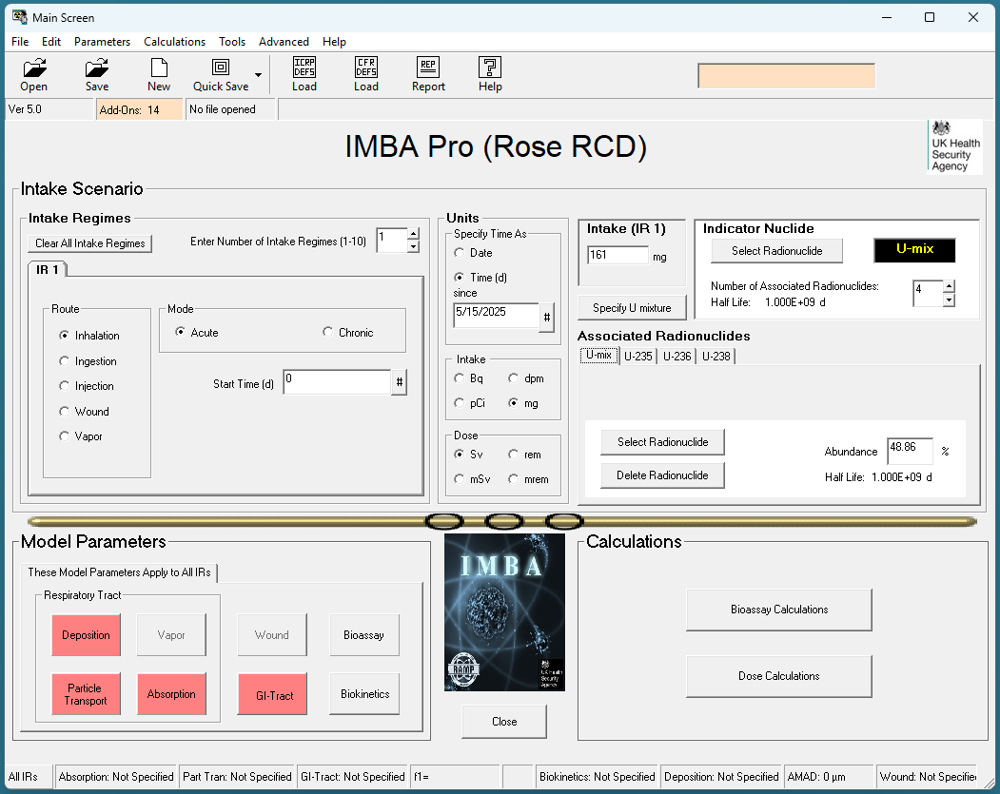 Main Screen
File Edit Parameters Calculations Tools Advanced Help
ICRP DEFS CFR DEFS REP
Open Save New Quick Save Load Load Report Help
Ver 5.0 Add-Ons: 14 No file opened
IMBA Pro (Rose RCD)
UK Health
Security
Agency
Intake Scenario
Intake Regimes
Clear All Intake Regimes
Enter Number of Intake Regimes (1-10) 1
IR 1
Route
Inhalation
Ingestion
Injection
Wound
Vapor
Mode
Acute Chronic
Start Time (d) 0 #
Units
Specify Time As
Date
Time (d)
since
5/15/2025 #
Intake
Bq dpm
pCi mg
Dose
Sv rem
mSv mrem
Intake (IR 1)
161 mg
Specify U mixture
Indicator Nuclide
Select Radionuclide U-mix
Number of Associated Radionuclides: 4
Half Life: 1.000E+09 d
Associated Radionuclides
U-mix U-235 U-236 U-238
Select Radionuclide
Delete Radionuclide
Abundance 48.86 %
Half Life: 1.000E+09 d
Model Parameters
These Model Parameters Apply to All IRs
Respiratory Tract
Deposition Vapor Wound Bioassay
Particle
Transport
Absorption GI-Tract Biokinetics
IMBA
RAMP
UK Health
Security
Agency
Close
Calculations
Bioassay Calculations
Dose Calculations
All IRs Absorption: Not Specified Part Tran: Not Specified GI-Tract: Not Specified f1= Biokinetics: Not Specified Deposition: Not Specified AMAD: 0 µm Wound: Not Specifie